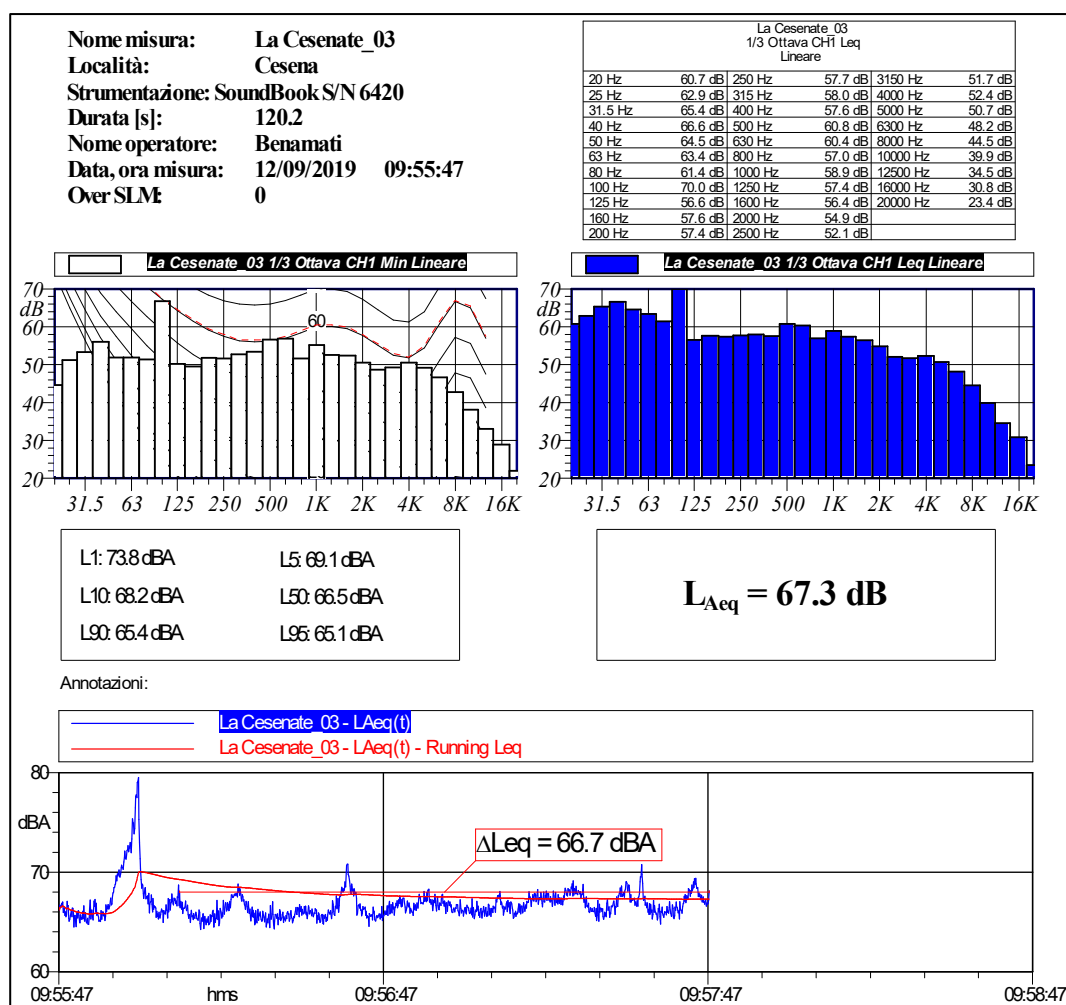 Nome misura: La Cesenate_03
Località: Cesena
Strumentazione: SoundBook S/N 6420
Durata [s]: 120.2
Nome operatore: Benamati
Data, ora misura: 12/09/2019 09:55:47
Over SLM: 0
La Cesenate_03
1/3 Ottava CH1 Leq
Lineare
20 Hz 60.7 dB 250 Hz 57.7 dB 3150 Hz 51.7 dB
25 Hz 62.9 dB 315 Hz 58.0 dB 4000 Hz 52.4 dB
31.5 Hz 65.4 dB 400 Hz 57.6 dB 5000 Hz 50.7 dB
40 Hz 66.6 dB 500 Hz 60.8 dB 6300 Hz 48.2 dB
50 Hz 64.5 dB 630 Hz 60.4 dB 8000 Hz 44.5 dB
63 Hz 63.4 dB 800 Hz 57.0 dB 10000 Hz 39.9 dB
80 Hz 61.4 dB 1000 Hz 58.9 dB 12500 Hz 34.5 dB
100 Hz 70.0 dB 1250 Hz 57.4 dB 16000 Hz 30.8 dB
125 Hz 56.6 dB 1600 Hz 56.4 dB 20000 Hz 23.4 dB
160 Hz 57.6 dB 2000 Hz 54.9 dB
200 Hz 57.4 dB 2500 Hz 52.1 dB
La Cesenate_03 1/3 Ottava CH1 Min Lineare
70
dB
60
50
40
30
20
60
31.5 63 125 250 500 1K 2K 4K 8K 16K
La Cesenate_03 1/3 Ottava CH1 Leq Lineare
70
dB
60
50
40
30
20
31.5 63 125 250 500 1K 2K 4K 8K 16K
L1: 73.8 dBA L5: 69.1 dBA
L10: 68.2 dBA L50: 66.5 dBA
L90: 65.4 dBA L95: 65.1 dBA
LAeq = 67.3 dB
Annotazioni:
La Cesenate_03 - LAeq(t)
La Cesenate_03 - LAeq(t) - Running Leq
80
dBA
70
60
ΔLeq = 66.7 dBA
09:55:47 hms 09:56:47 09:57:47 09:58:47